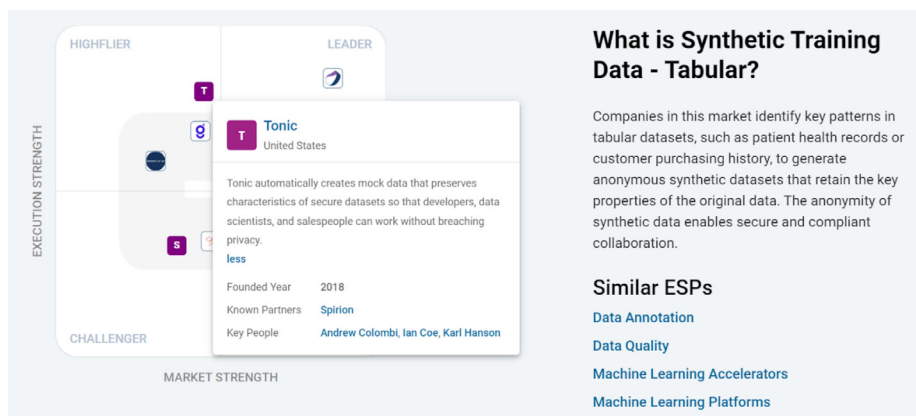 HIGHFLIER
LEADER
T
g
S
EXECUTION STRENGTH
CHALLENGER
MARKET STRENGTH
T
Tonic
United States
Tonic automatically creates mock data that preserves
characteristics of secure datasets so that developers, data
scientists, and salespeople can work without breaching
privacy.
less
Founded Year 2018
Known Partners Spirion
Key People Andrew Colombi, Ian Coe, Karl Hanson
What is Synthetic Training
Data - Tabular?
Companies in this market identify key patterns in
tabular datasets, such as patient health records or
customer purchasing history, to generate
anonymous synthetic datasets that retain the key
properties of the original data. The anonymity of
synthetic data enables secure and compliant
collaboration.
Similar ESPs
Data Annotation
Data Quality
Machine Learning Accelerators
Machine Learning Platforms